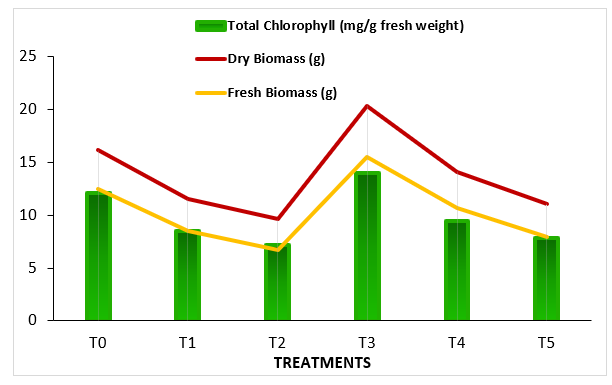 Total Chlorophyll (mg/g fresh weight)
Dry Biomass (g)
Fresh Biomass (g)
25
20
15
10
5
0
T0 T1 T2 T3 T4 T5
TREATMENTS